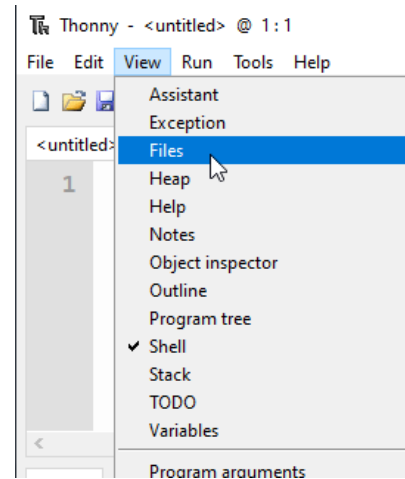 Thonny - <untitled> @ 1:1
File Edit View Run Tools Help
Assistant
Exception
<untitled>
Files
1
Heap
Help
Notes
Object inspector
Outline
Program tree
✔ Shell
Stack
TODO
Variables
Program arguments